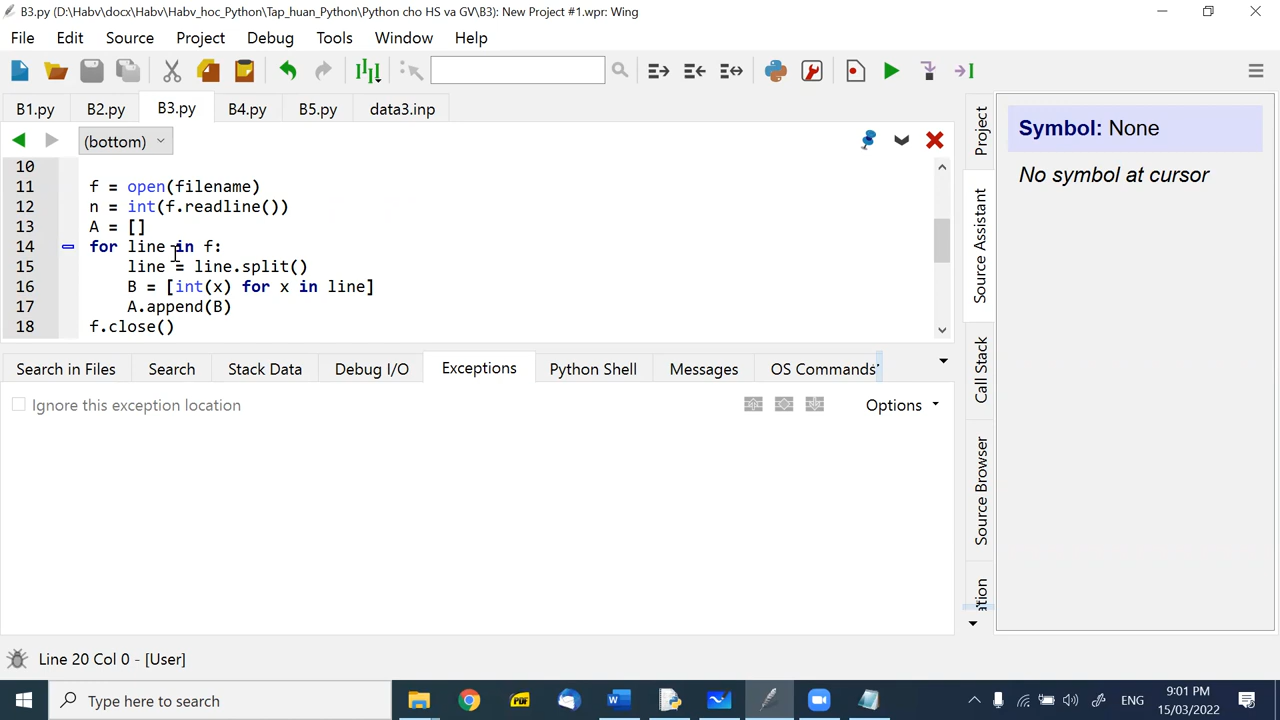 B3.py (D:\Habv\docx\Habv\Habv_hoc_Python\Tap_huan_Python\Python cho HS va GV\B3): New Project #1.wpr: Wing
File Edit Source Project Debug Tools Window Help
B1.py B2.py B3.py B4.py B5.py data3.inp
(bottom)
10
11 f = open(filename)
12 n = int(f.readline())
13 A = []
14 for line in f:
15 line = line.split()
16 B = [int(x) for x in line]
17 A.append(B)
18 f.close()
Search in Files Search Stack Data Debug I/O Exceptions Python Shell Messages OS Commands
Ignore this exception location Options
Project
Source Assistant
Call Stack
Source Browser
Symbol: None
No symbol at cursor
Line 20 Col 0 - [User]
Type here to search
PDF
ENG
9:01 PM
15/03/2022